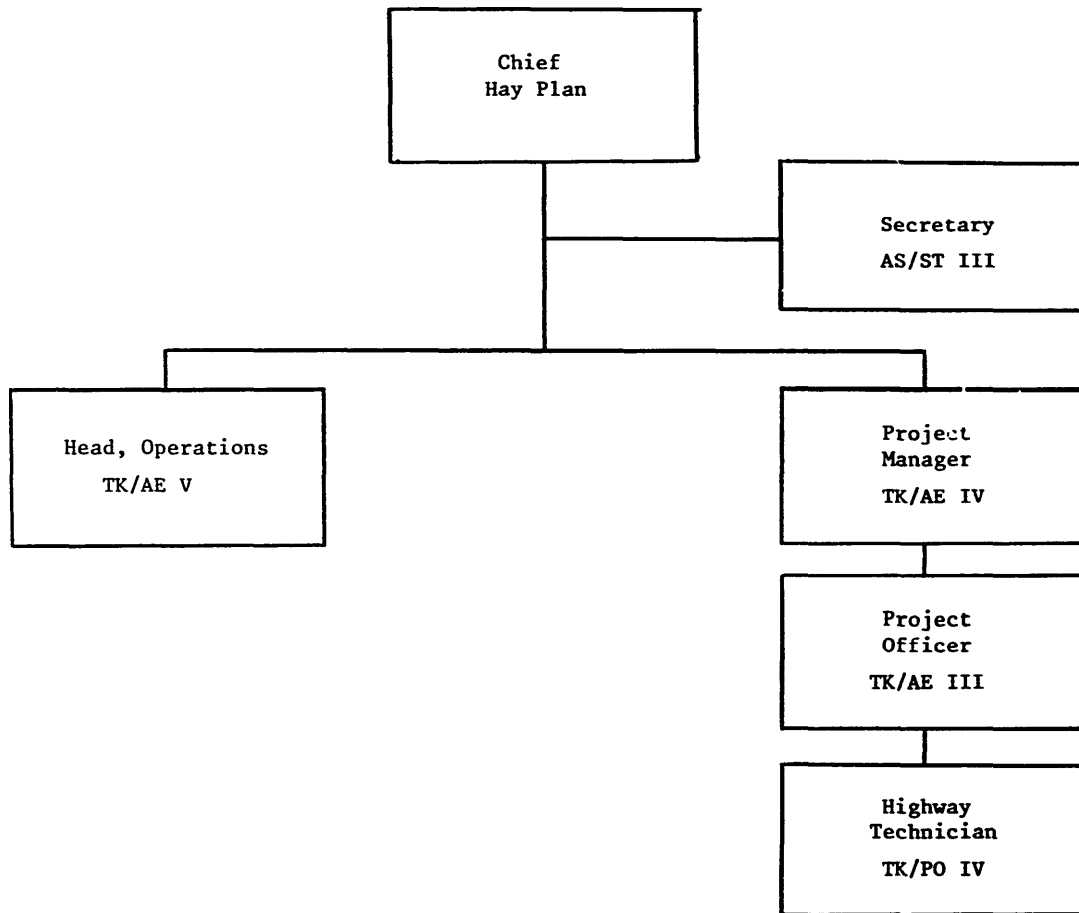 Chief
Hay Plan
Secretary
AS/ST III
Head, Operations
TK/AE V
Project
Manager
TK/AE IV
Project
Officer
TK/AE III
Highway
Technician
TK/PO IV